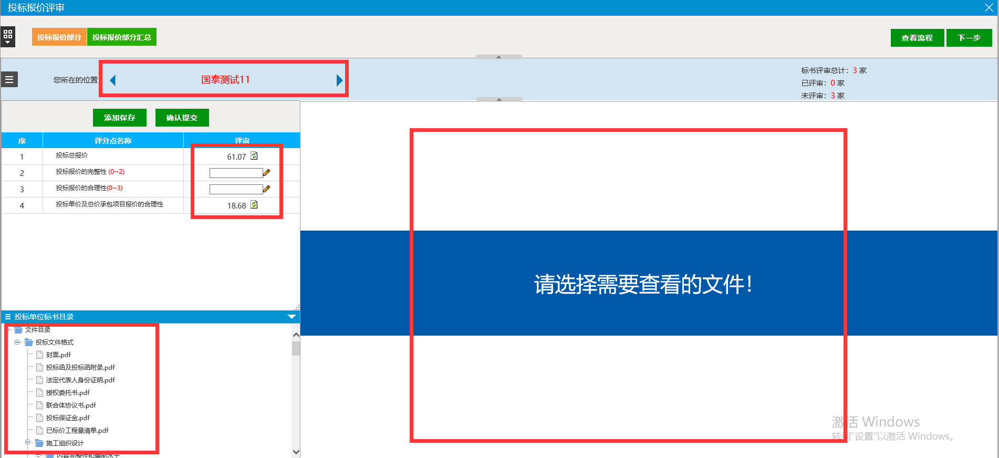 投标报价评审
投标报价部分 投标报价部分汇总 查看流程 下一步
您所在的位置 国泰测试11
标书评审总计：3 家
已评审：0 家
未评审：3 家
添加保存 确认提交
序 评分点名称 评审
1 投标总报价 61.07
2 投标报价的完整性 (0~2)
3 投标报价的合理性(0~3)
4 投标单价及总价承包项目报价的合理性 18.68
请选择需要查看的文件！
投标单位标书目录
文件目录
投标文件格式
封面.pdf
投标函及投标函附录.pdf
法定代表人身份证明.pdf
授权委托书.pdf
联合体协议书.pdf
投标保证金.pdf
已标价工程量清单.pdf
施工组织设计
内容完整性和编制水平
激活 Windows
转到“设置”以激活 Windows。